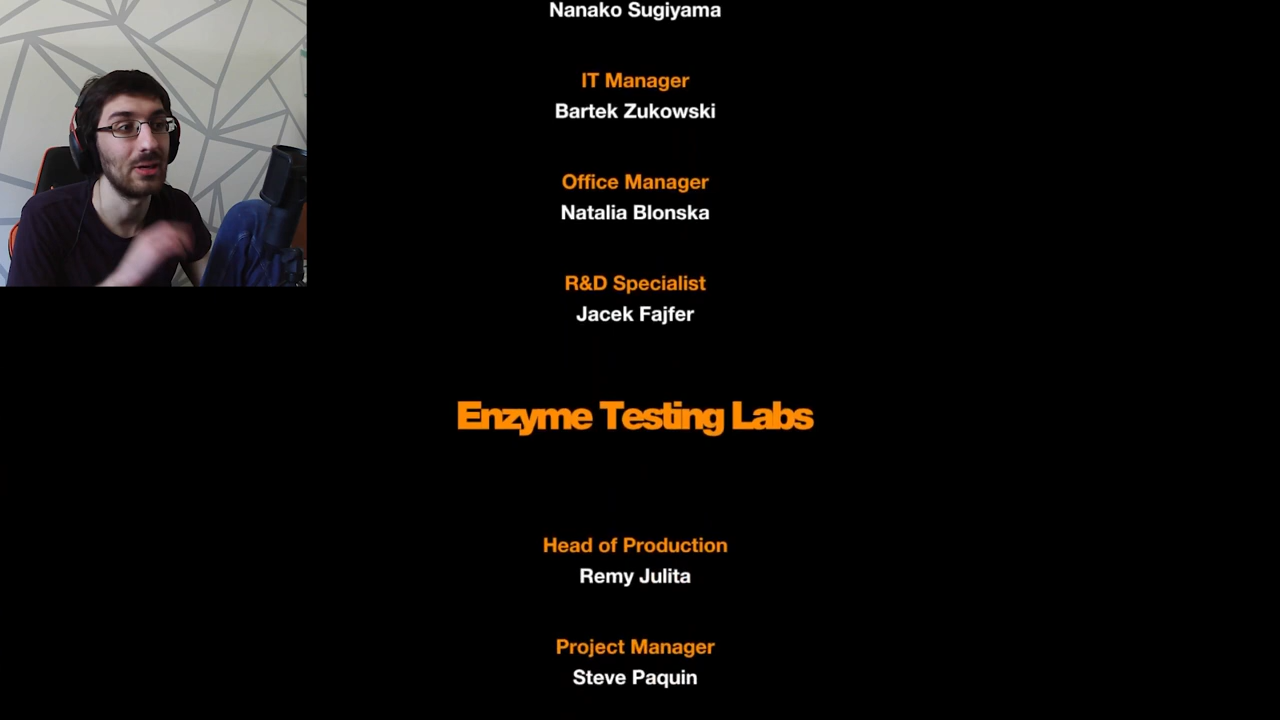 Nanako Sugiyama
IT Manager
Bartek Zukowski
Office Manager
Natalia Blonska
R&D Specialist
Jacek Fajfer
Enzyme Testing Labs
Head of Production
Remy Julita
Project Manager
Steve Paquin